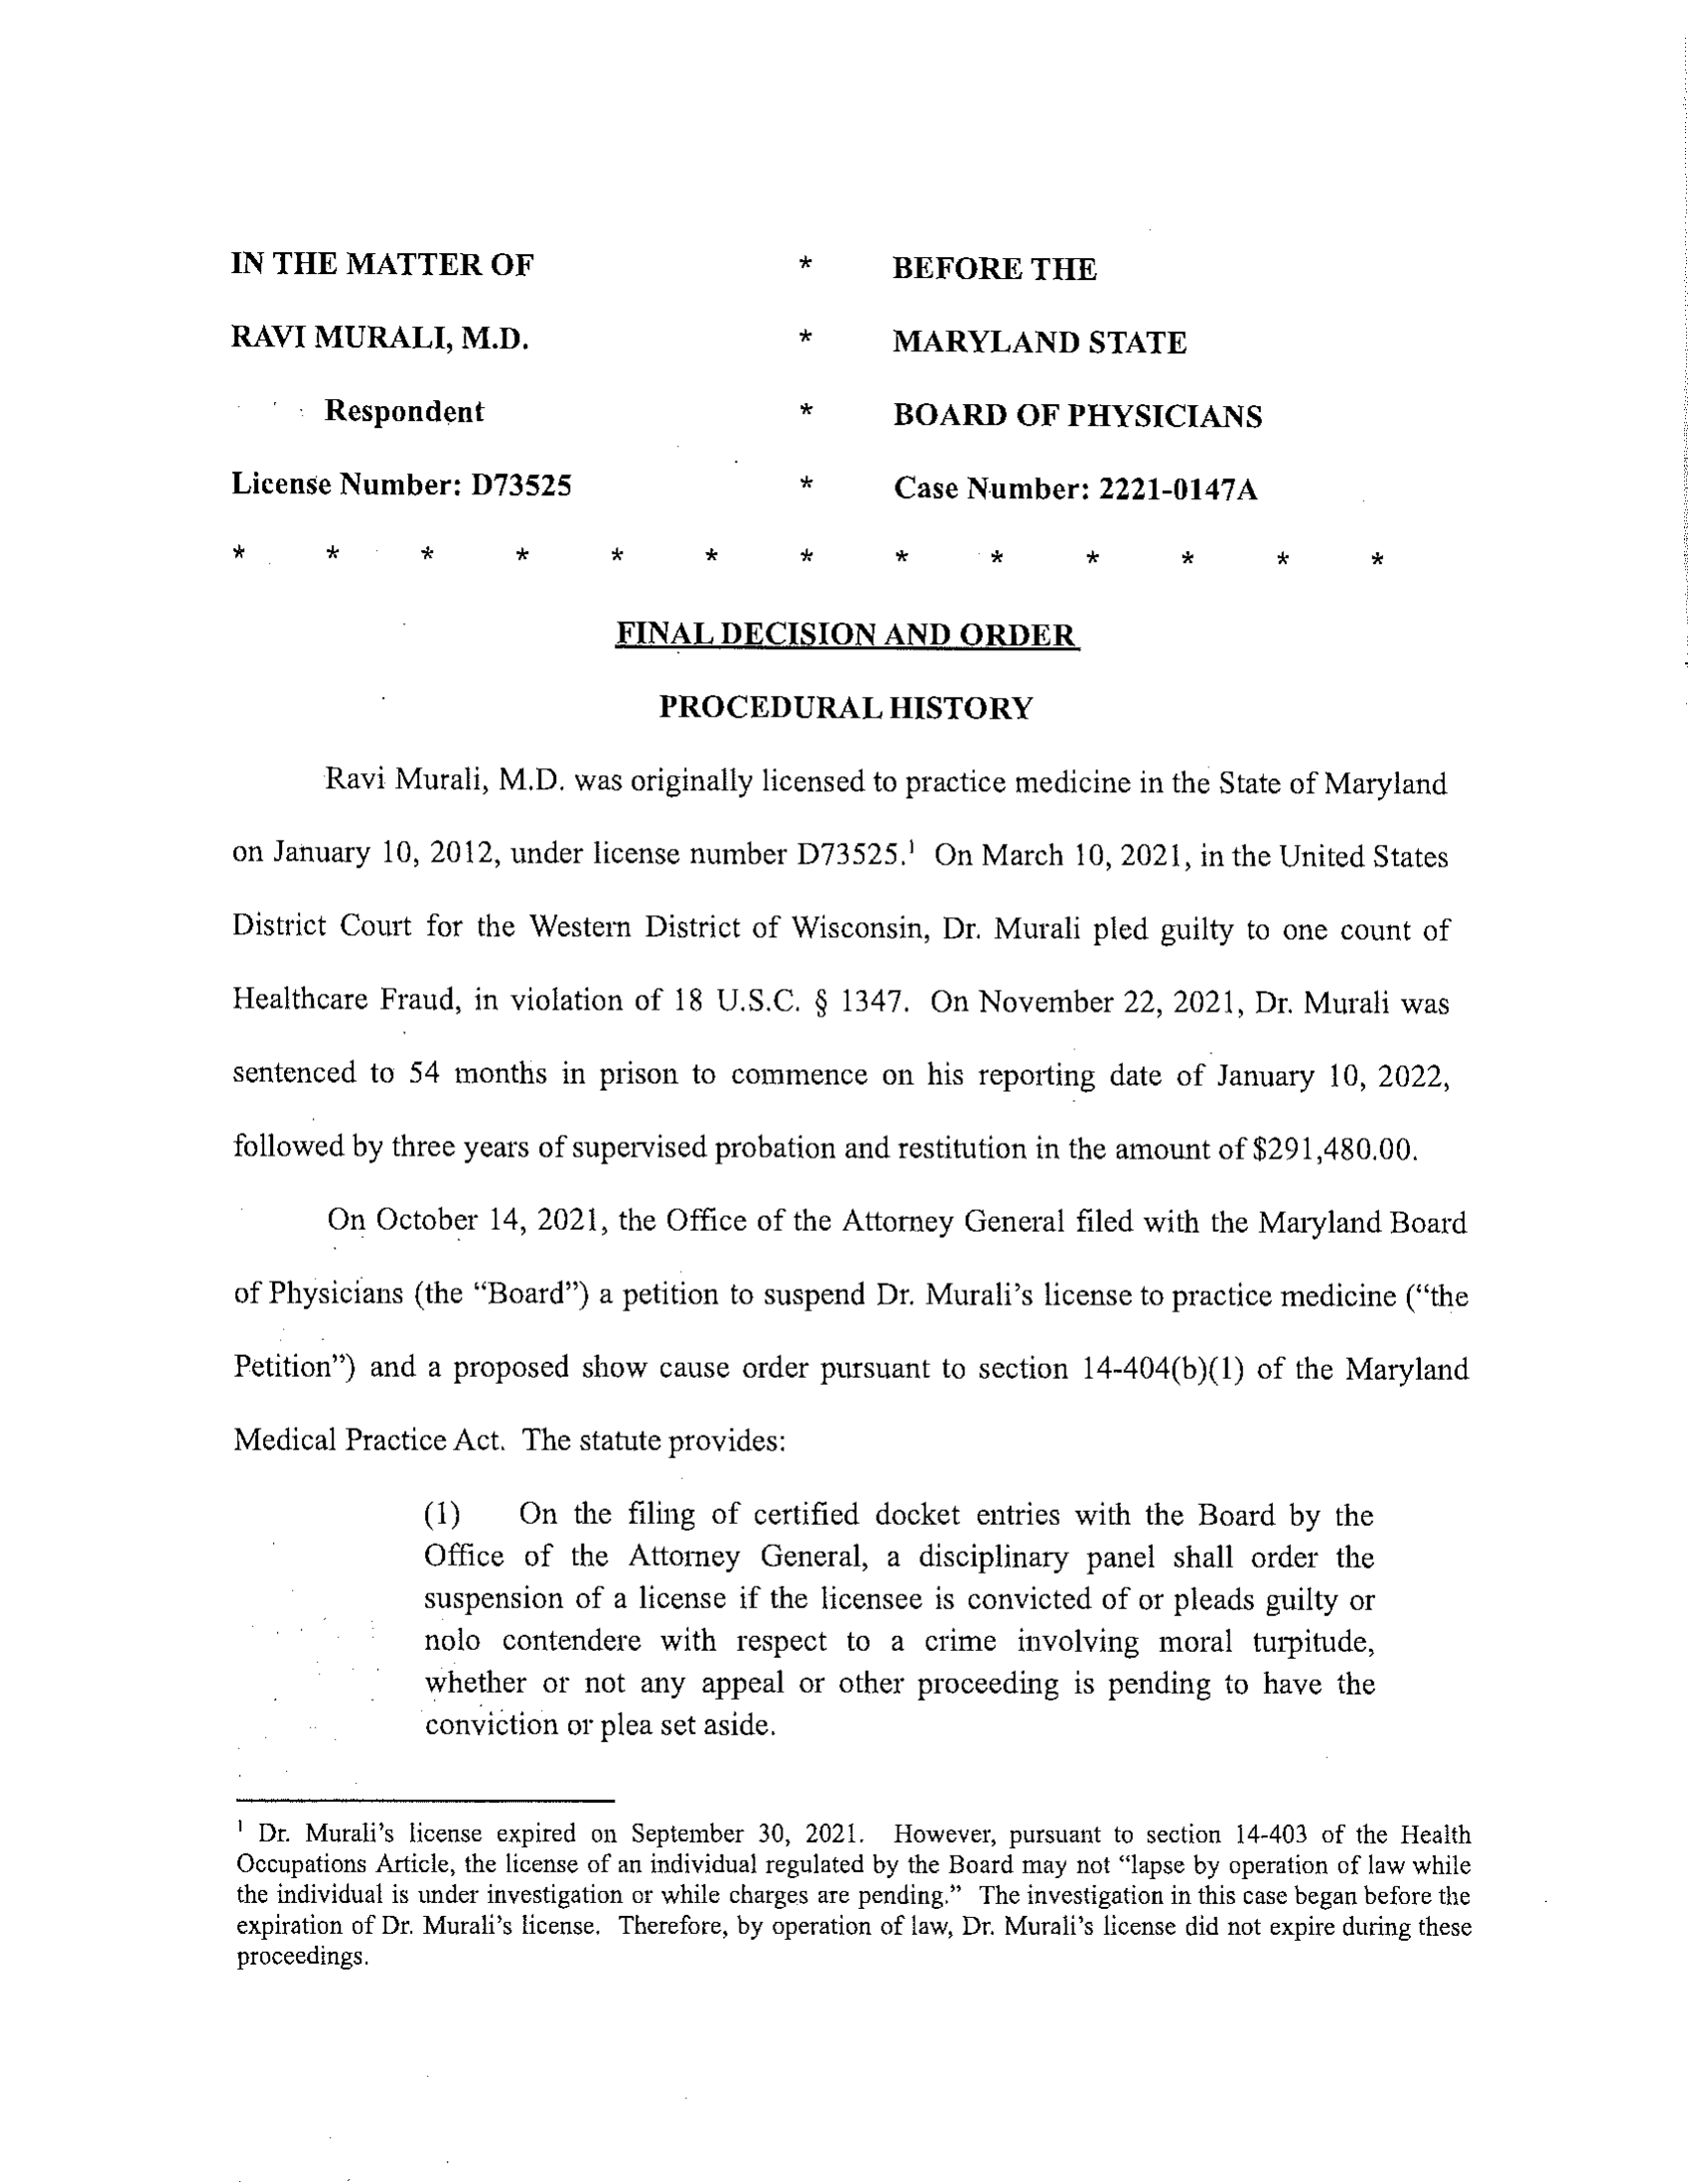 IN THE MATTER OF * BEFORE THE
RAVI MURALI, M.D. * MARYLAND STATE
Respondent * BOARD OF PHYSICIANS
License Number: D73525 * Case Number: 2221-0147A
* * * * * * * * * * * * *
FINAL DECISION AND ORDER
PROCEDURAL HISTORY
Ravi Murali, M.D. was originally licensed to practice medicine in the State of Maryland
on January 10, 2012, under license number D73525.¹ On March 10, 2021, in the United States
District Court for the Western District of Wisconsin, Dr. Murali pled guilty to one count of
Healthcare Fraud, in violation of 18 U.S.C. § 1347. On November 22, 2021, Dr. Murali was
sentenced to 54 months in prison to commence on his reporting date of January 10, 2022,
followed by three years of supervised probation and restitution in the amount of $291,480.00.
On October 14, 2021, the Office of the Attorney General filed with the Maryland Board
of Physicians (the “Board”) a petition to suspend Dr. Murali’s license to practice medicine (“the
Petition”) and a proposed show cause order pursuant to section 14-404(b)(1) of the Maryland
Medical Practice Act. The statute provides:
(1) On the filing of certified docket entries with the Board by the
Office of the Attorney General, a disciplinary panel shall order the
suspension of a license if the licensee is convicted of or pleads guilty or
nolo contendere with respect to a crime involving moral turpitude,
whether or not any appeal or other proceeding is pending to have the
conviction or plea set aside.
¹ Dr. Murali’s license expired on September 30, 2021. However, pursuant to section 14-403 of the Health
Occupations Article, the license of an individual regulated by the Board may not “lapse by operation of law while
the individual is under investigation or while charges are pending.” The investigation in this case began before the
expiration of Dr. Murali’s license. Therefore, by operation of law, Dr. Murali’s license did not expire during these
proceedings.